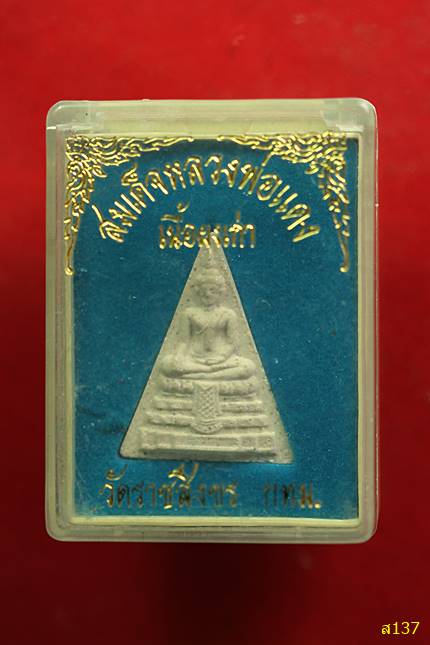 สมเด็จหลวงพ่อแดง
เนื้อผงเก่า
วัดราชสิงขร กทม.
ส137